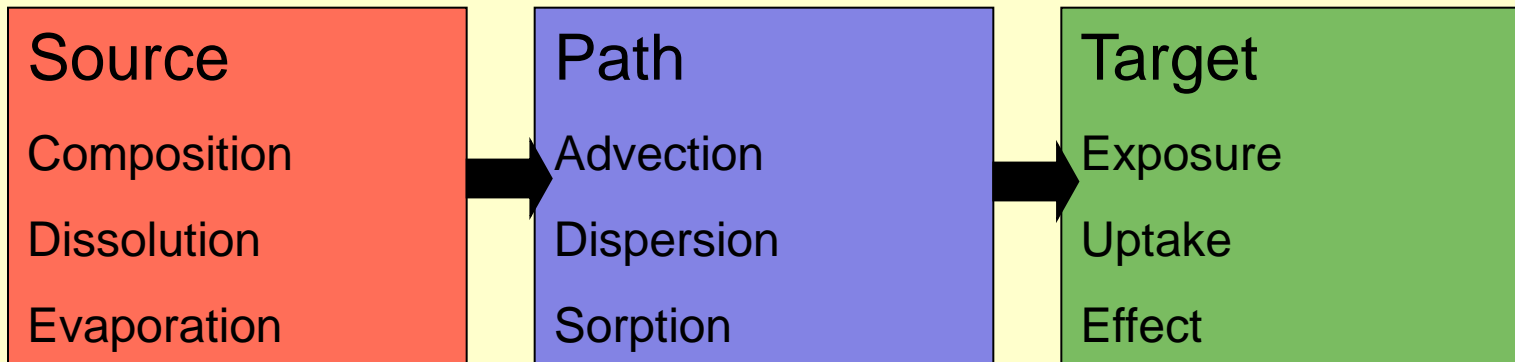 Source
Composition
Dissolution
Evaporation
Path
Advection
Dispersion
Sorption
Target
Exposure
Uptake
Effect